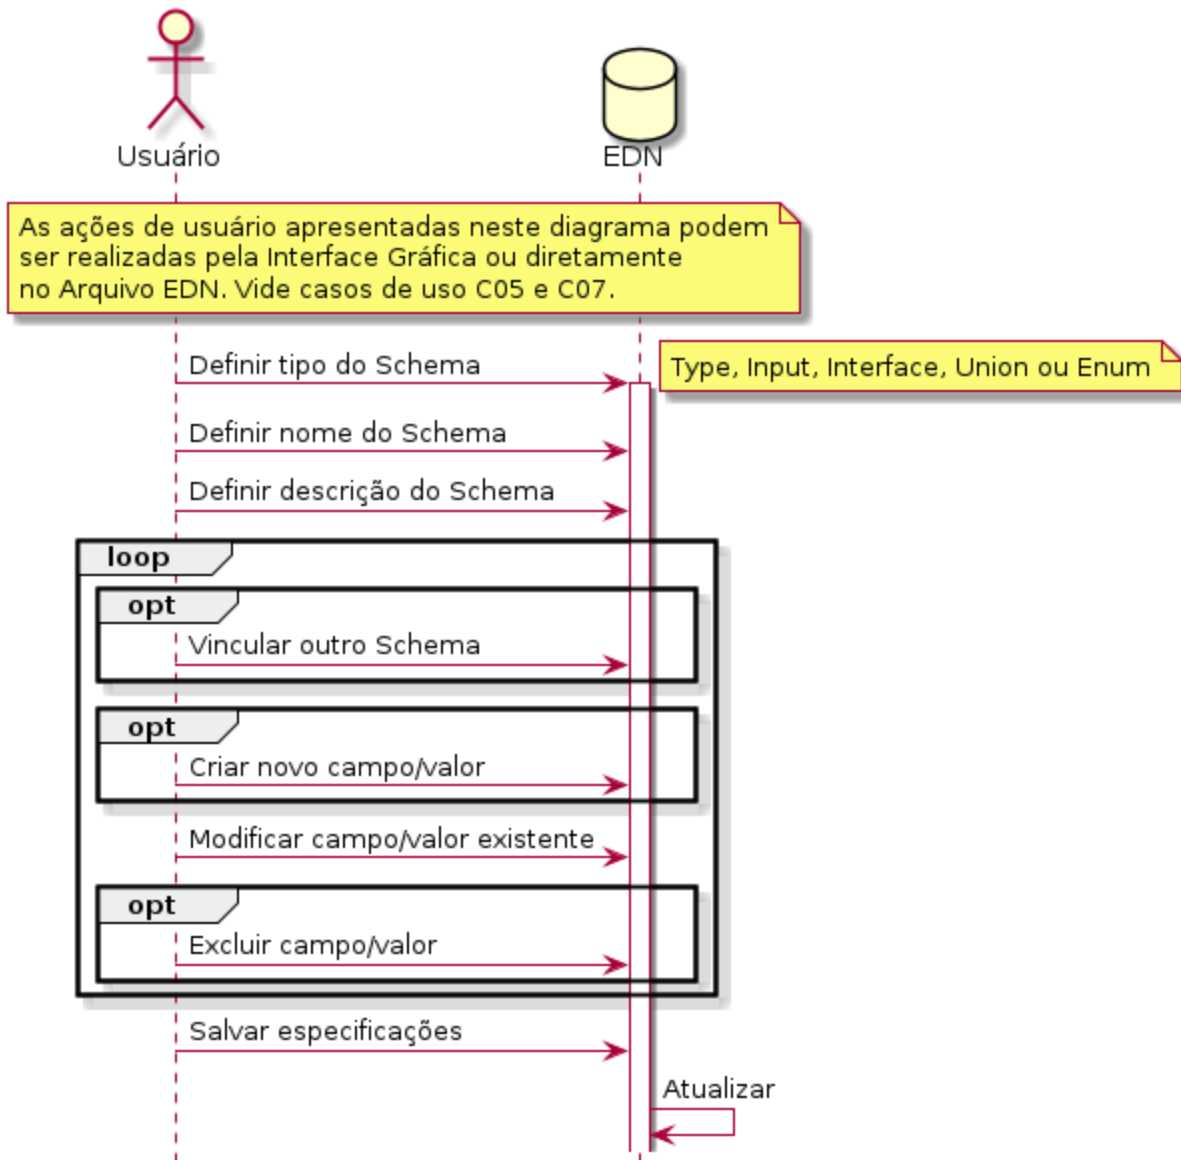 Usuário
EDN
As ações de usuário apresentadas neste diagrama podem
ser realizadas pela Interface Gráfica ou diretamente
no Arquivo EDN. Vide casos de uso C05 e C07.
Definir tipo do Schema
Type, Input, Interface, Union ou Enum
Definir nome do Schema
Definir descrição do Schema
loop
opt
Vincular outro Schema
opt
Criar novo campo/valor
Modificar campo/valor existente
opt
Excluir campo/valor
Salvar especificações
Atualizar